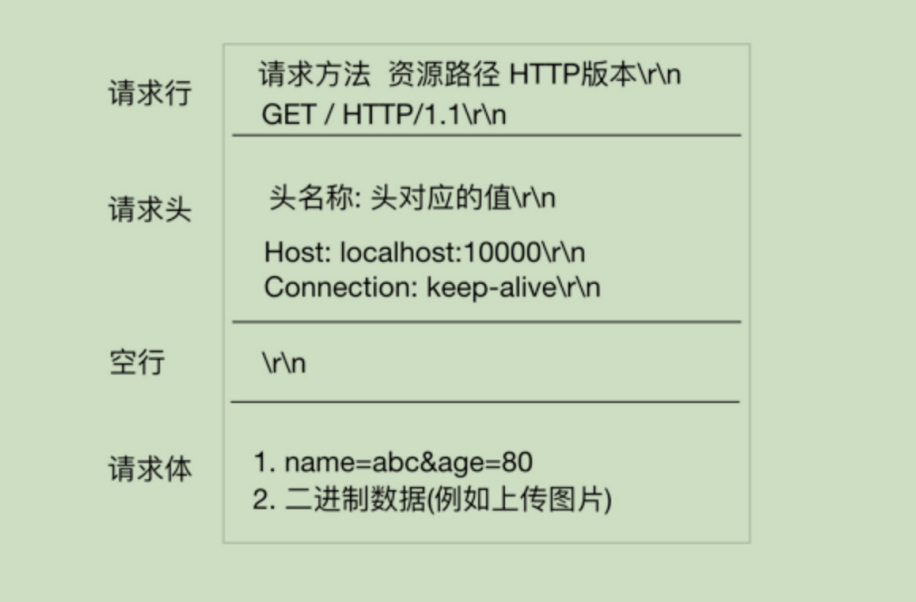 请求行
请求方法 资源路径 HTTP版本\r\n
GET / HTTP/1.1\r\n
请求头
头名称: 头对应的值\r\n
Host: localhost:10000\r\n
Connection: keep-alive\r\n
空行
\r\n
请求体
1. name=abc&age=80
2. 二进制数据(例如上传图片)